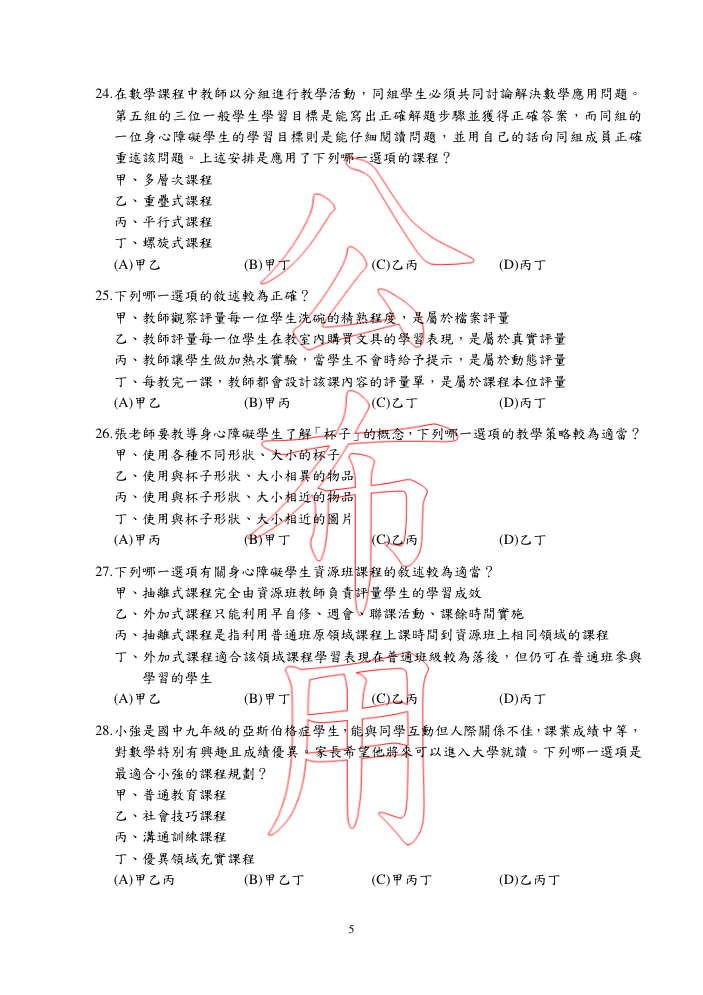 24.在數學課程中教師以分組進行教學活動，同組學生必須共同討論解決數學應用問題。
第五組的三位一般學生學習目標是能寫出正確解題步驟並獲得正確答案，而同組的
一位身心障礙學生的學習目標則是能仔細閱讀問題，並用自己的話向同組成員正確
重述該問題。上述安排是應用了下列哪一選項的課程？
甲、多層次課程
乙、重疊式課程
丙、平行式課程
丁、螺旋式課程
(A)甲乙 (B)甲丁 (C)乙丙 (D)丙丁
25.下列哪一選項的敘述較為正確？
甲、教師觀察評量每一位學生洗碗的精熟程度，是屬於檔案評量
乙、教師評量每一位學生在教室內購買文具的學習表現，是屬於真實評量
丙、教師讓學生做加熱水實驗，當學生不會時給予提示，是屬於動態評量
丁、每教完一課，教師都會設計該課內容的評量單，是屬於課程本位評量
(A)甲乙 (B)甲丙 (C)乙丁 (D)丙丁
26.張老師要教導身心障礙學生了解「杯子」的概念，下列哪一選項的教學策略較為適當？
甲、使用各種不同形狀、大小的杯子
乙、使用與杯子形狀、大小相異的物品
丙、使用與杯子形狀、大小相近的物品
丁、使用與杯子形狀、大小相近的圖片
(A)甲丙 (B)甲丁 (C)乙丙 (D)乙丁
27.下列哪一選項有關身心障礙學生資源班課程的敘述較為適當？
甲、抽離式課程完全由資源班教師負責評量學生的學習成效
乙、外加式課程只能利用早自修、週會、聯課活動、課餘時間實施
丙、抽離式課程是指利用普通班原領域課程上課時間到資源班上相同領域的課程
丁、外加式課程適合該領域課程學習表現在普通班級較為落後，但仍可在普通班參與
學習的學生
(A)甲乙 (B)甲丁 (C)乙丙 (D)丙丁
28.小強是國中九年級的亞斯伯格症學生，能與同學互動但人際關係不佳，課業成績中等，
對數學特別有興趣且成績優異。家長希望他將來可以進入大學就讀。下列哪一選項是
最適合小強的課程規劃？
甲、普通教育課程
乙、社會技巧課程
丙、溝通訓練課程
丁、優異領域充實課程
(A)甲乙丙 (B)甲乙丁 (C)甲丙丁 (D)乙丙丁
5
公布用